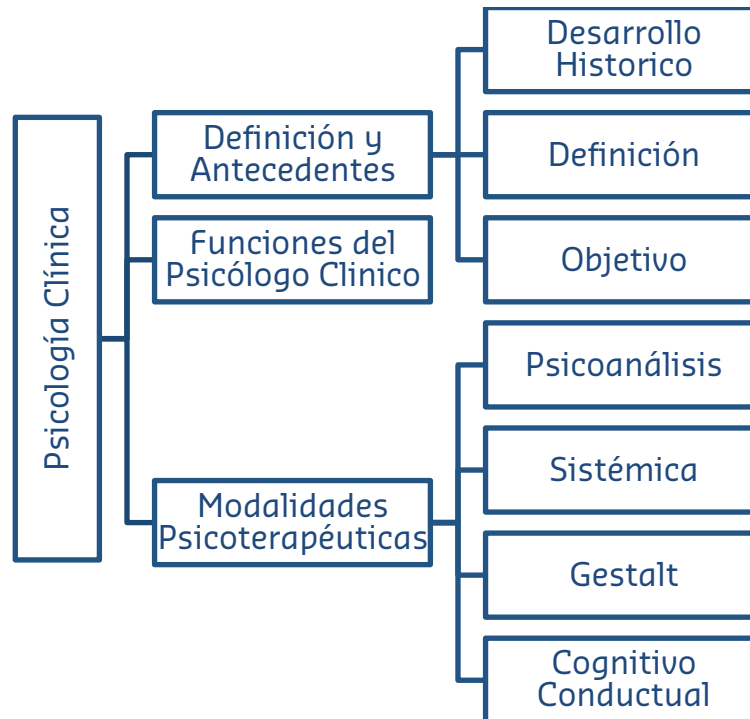 Psicología Clínica
Definición y
Antecedentes
Desarrollo
Historico
Definición
Objetivo
Funciones del
Psicólogo Clinico
Modalidades
Psicoterapéuticas
Psicoanálisis
Sistémica
Gestalt
Cognitivo
Conductual